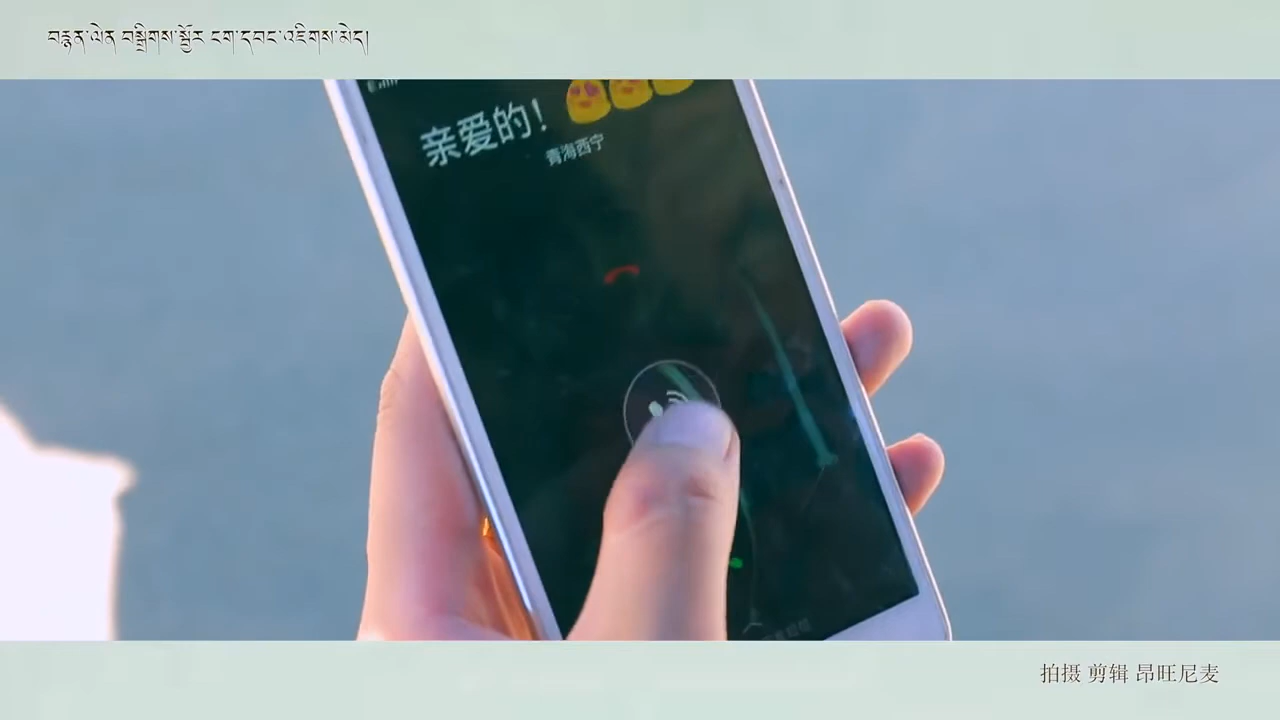 བརྙན་ལེན་ བསྒྲིགས་སྦྱོར ངག་དབང་འཇིགས་མེད།
亲爱的！😍😍😍
青海西宁
拍摄 剪辑 昂旺尼麦